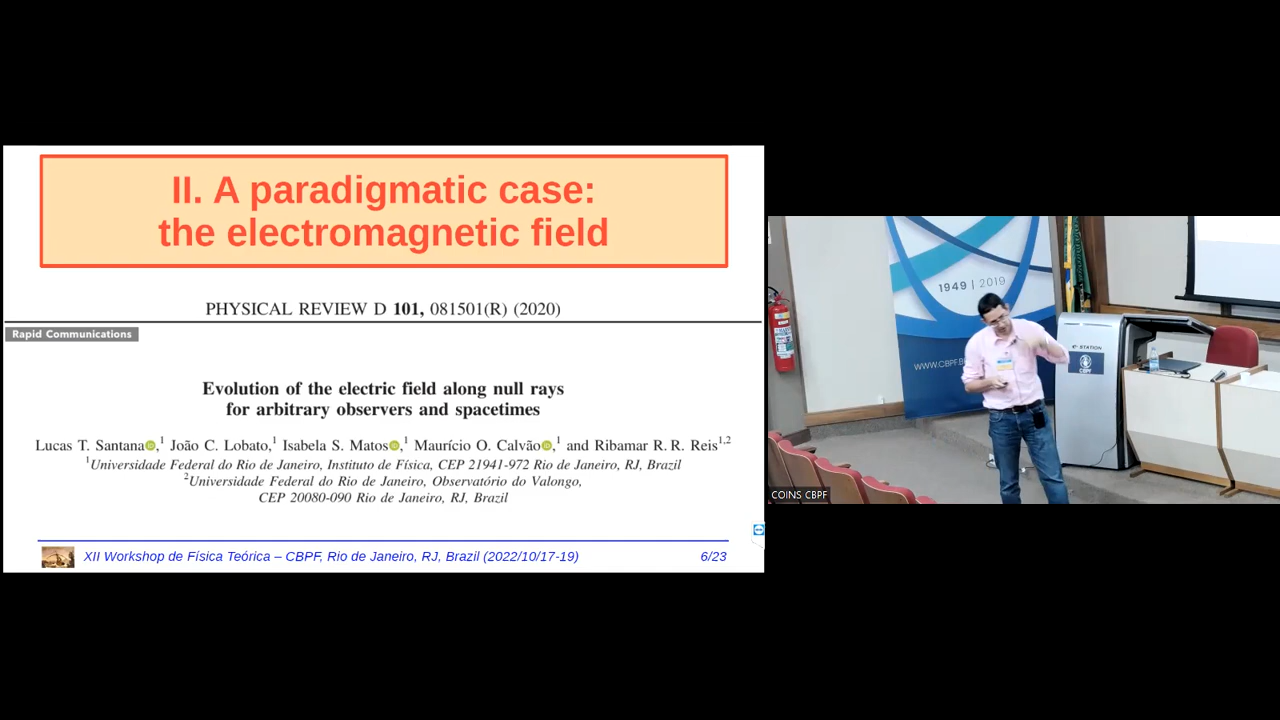 II. A paradigmatic case:
the electromagnetic field
PHYSICAL REVIEW D 101, 081501(R) (2020)
Rapid Communications
Evolution of the electric field along null rays
for arbitrary observers and spacetimes
Lucas T. Santana,¹ João C. Lobato,¹ Isabela S. Matos,¹ Maurício O. Calvão,¹ and Ribamar R. R. Reis¹,²
¹Universidade Federal do Rio de Janeiro, Instituto de Física, CEP 21941-972 Rio de Janeiro, RJ, Brazil
²Universidade Federal do Rio de Janeiro, Observatório do Valongo,
CEP 20080-090 Rio de Janeiro, RJ, Brazil
XII Workshop de Física Teórica – CBPF, Rio de Janeiro, RJ, Brazil (2022/10/17-19)
6/23
1949 | 2019
WWW.CBPF.B
STATION
CBPF
COINS CBPF